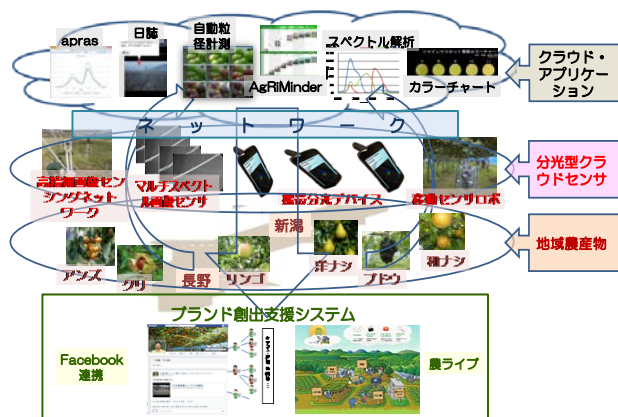 apras
日誌
自動粒
径計測
AgRiMinder
スペクトル解析
カラーチャート
クラウド・
アプリケー
ション
ネットワーク
高精細画像セン
シングネット
ワーク
マルチスペクト
ル画像センサ
携帯分光デバイス
移動センサロボ
分光型クラ
ウドセンサ
新潟
長野
アンズ
クリ
リンゴ
洋ナシ
ブドウ
和ナシ
地域農産物
ブランド創出支援システム
Facebook
連携
農ライブ